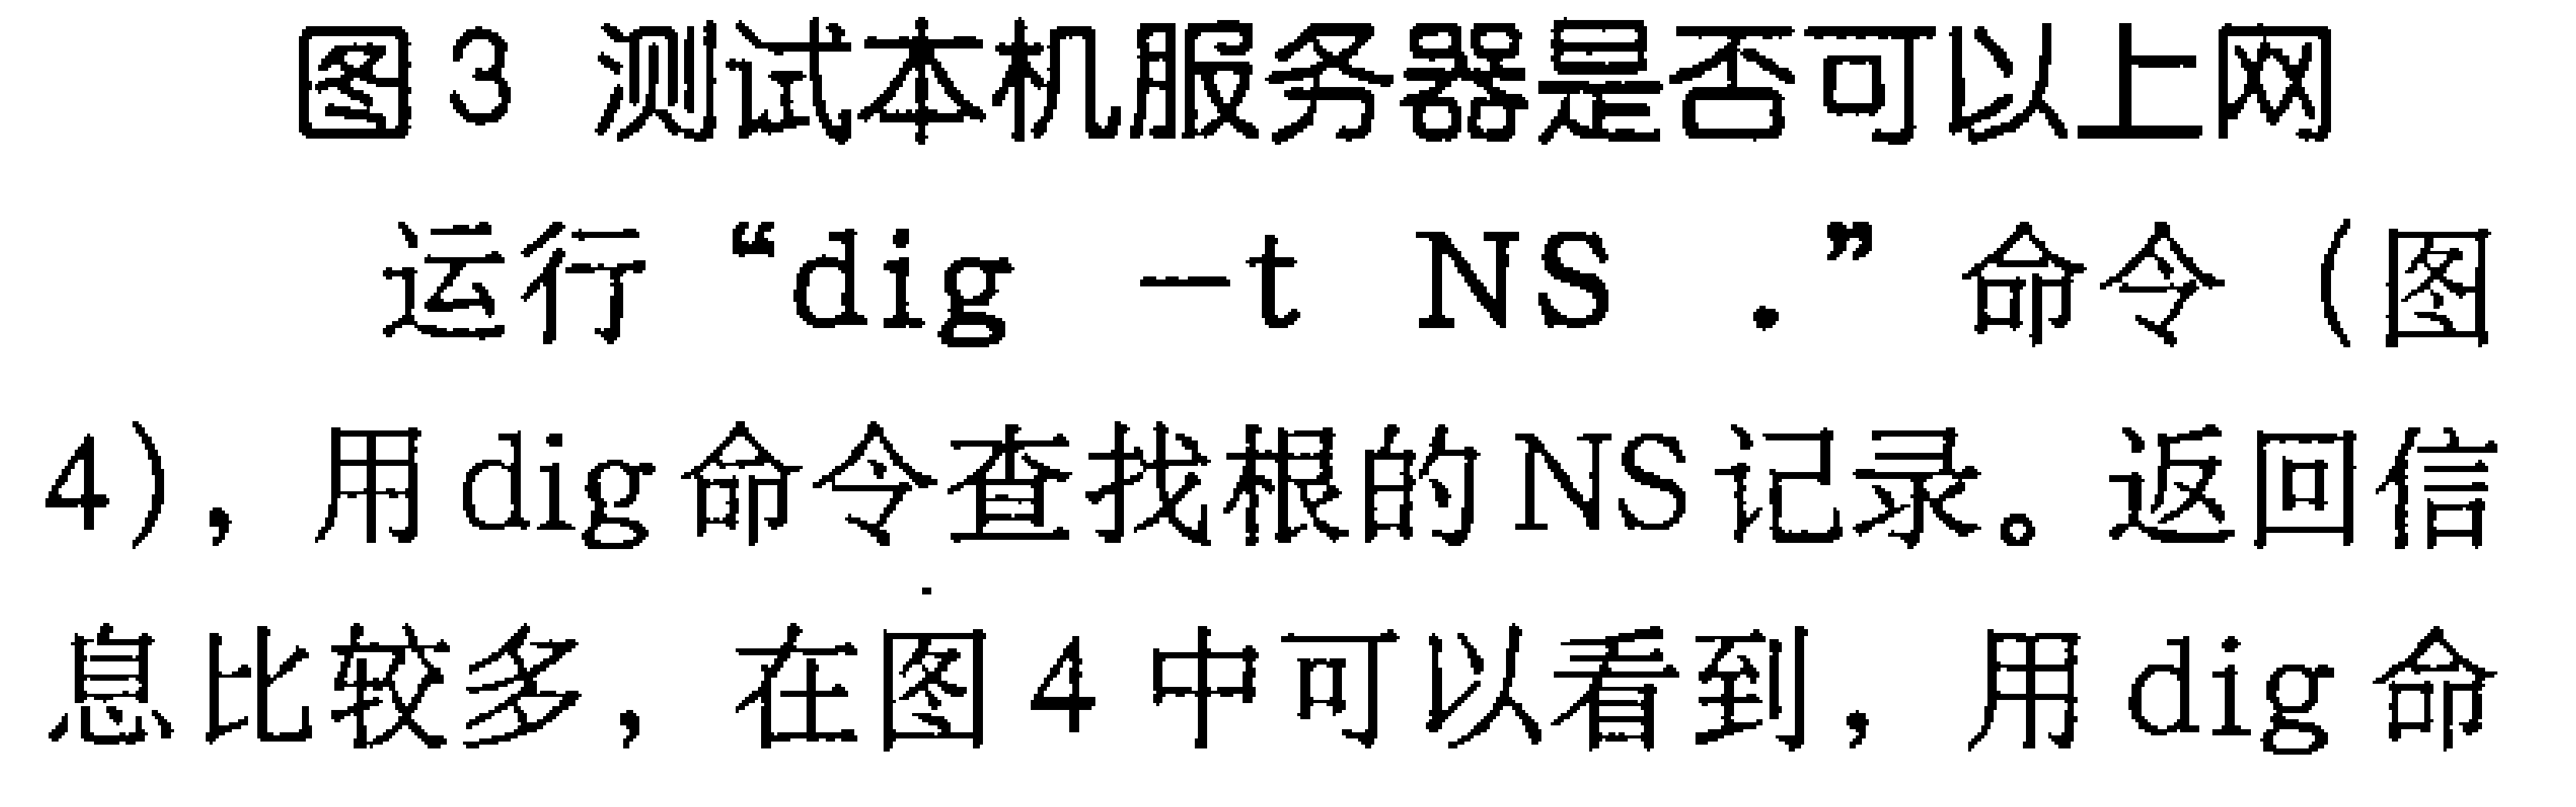 图3 测试本机服务器是否可以上网
运行“dig -t NS .”命令（图
4），用dig命令查找根的NS记录。返回信
息比较多，在图4中可以看到，用dig命